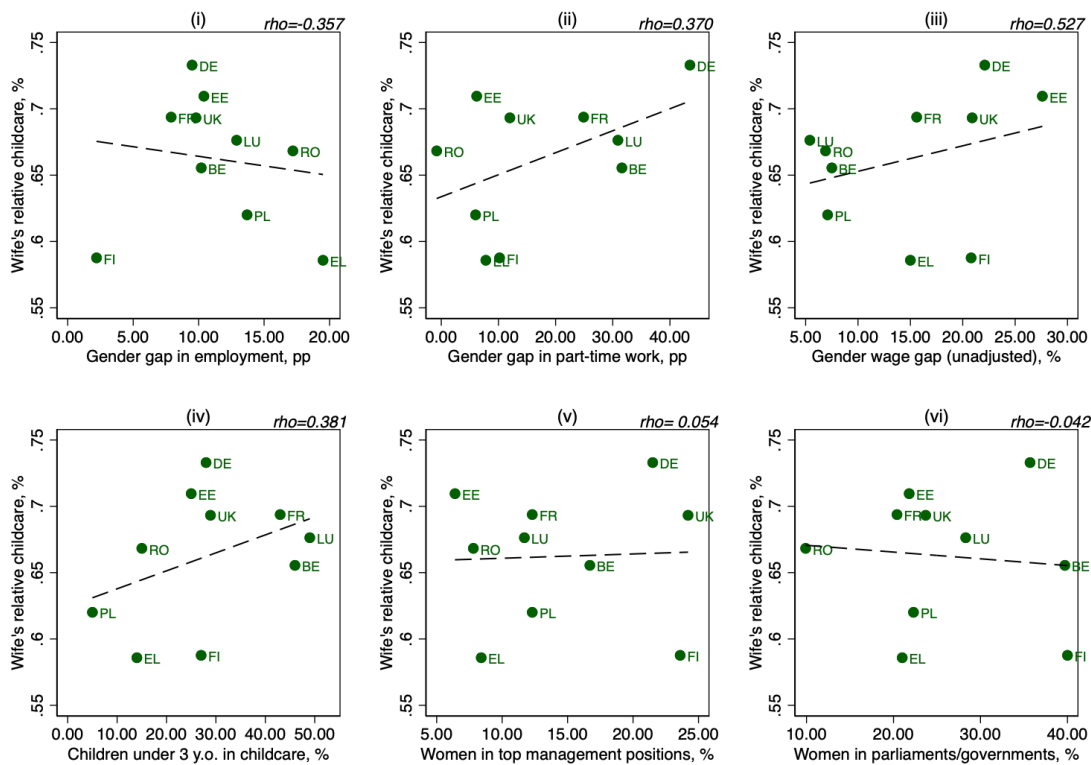 (i)
rho=-0.357
Wife's relative childcare, %
.75
.7
.65
.6
.55
DE
EE
FR
UK
LU
RO
BE
PL
FI
EL
0.00 5.00 10.00 15.00 20.00
Gender gap in employment, pp
(ii)
rho=0.370
Wife's relative childcare, %
.75
.7
.65
.6
.55
DE
EE
UK
FR
LU
RO
BE
PL
EL
FI
0.00 10.00 20.00 30.00 40.00
Gender gap in part-time work, pp
(iii)
rho=0.527
Wife's relative childcare, %
.75
.7
.65
.6
.55
DE
EE
FR
UK
LU
RO
BE
PL
EL
FI
5.00 10.00 15.00 20.00 25.00 30.00
Gender wage gap (unadjusted), %
(iv)
rho=0.381
Wife's relative childcare, %
.75
.7
.65
.6
.55
DE
EE
UK
FR
LU
RO
BE
PL
EL
FI
0.00 10.00 20.00 30.00 40.00 50.00
Children under 3 y.o. in childcare, %
(v)
rho= 0.054
Wife's relative childcare, %
.75
.7
.65
.6
.55
DE
EE
FR
UK
LU
RO
BE
PL
EL
FI
5.00 10.00 15.00 20.00 25.00
Women in top management positions, %
(vi)
rho=-0.042
Wife's relative childcare, %
.75
.7
.65
.6
.55
DE
EE
FR
UK
LU
RO
BE
PL
EL
FI
10.00 20.00 30.00 40.00
Women in parliaments/governments, %